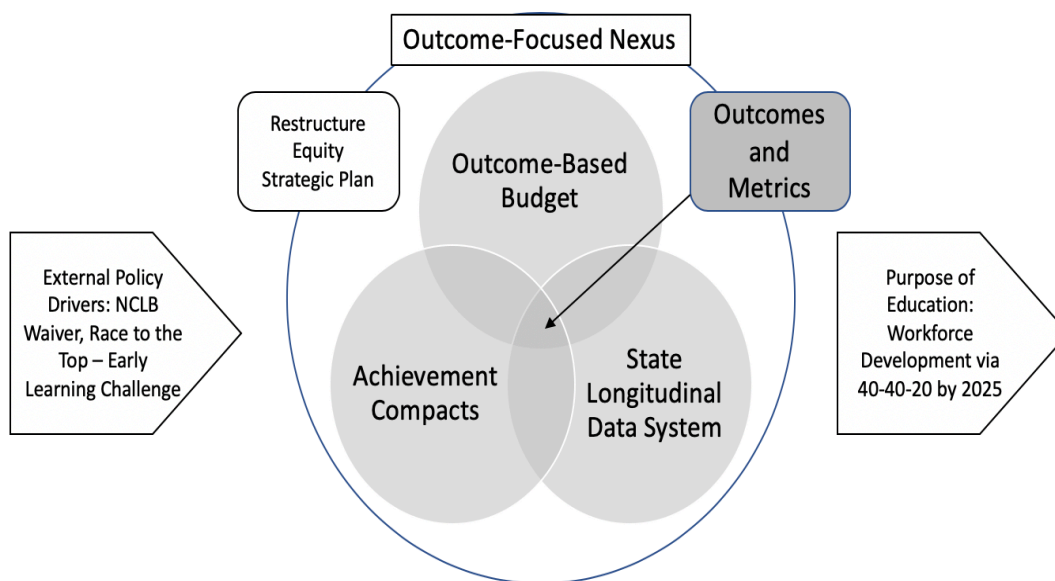 Outcome-Focused Nexus
Restructure
Equity
Strategic Plan
Outcomes
and
Metrics
Outcome-Based
Budget
External Policy
Drivers: NCLB
Waiver, Race to the
Top – Early
Learning Challenge
Achievement
Compacts
State
Longitudinal
Data System
Purpose of
Education:
Workforce
Development via
40-40-20 by 2025